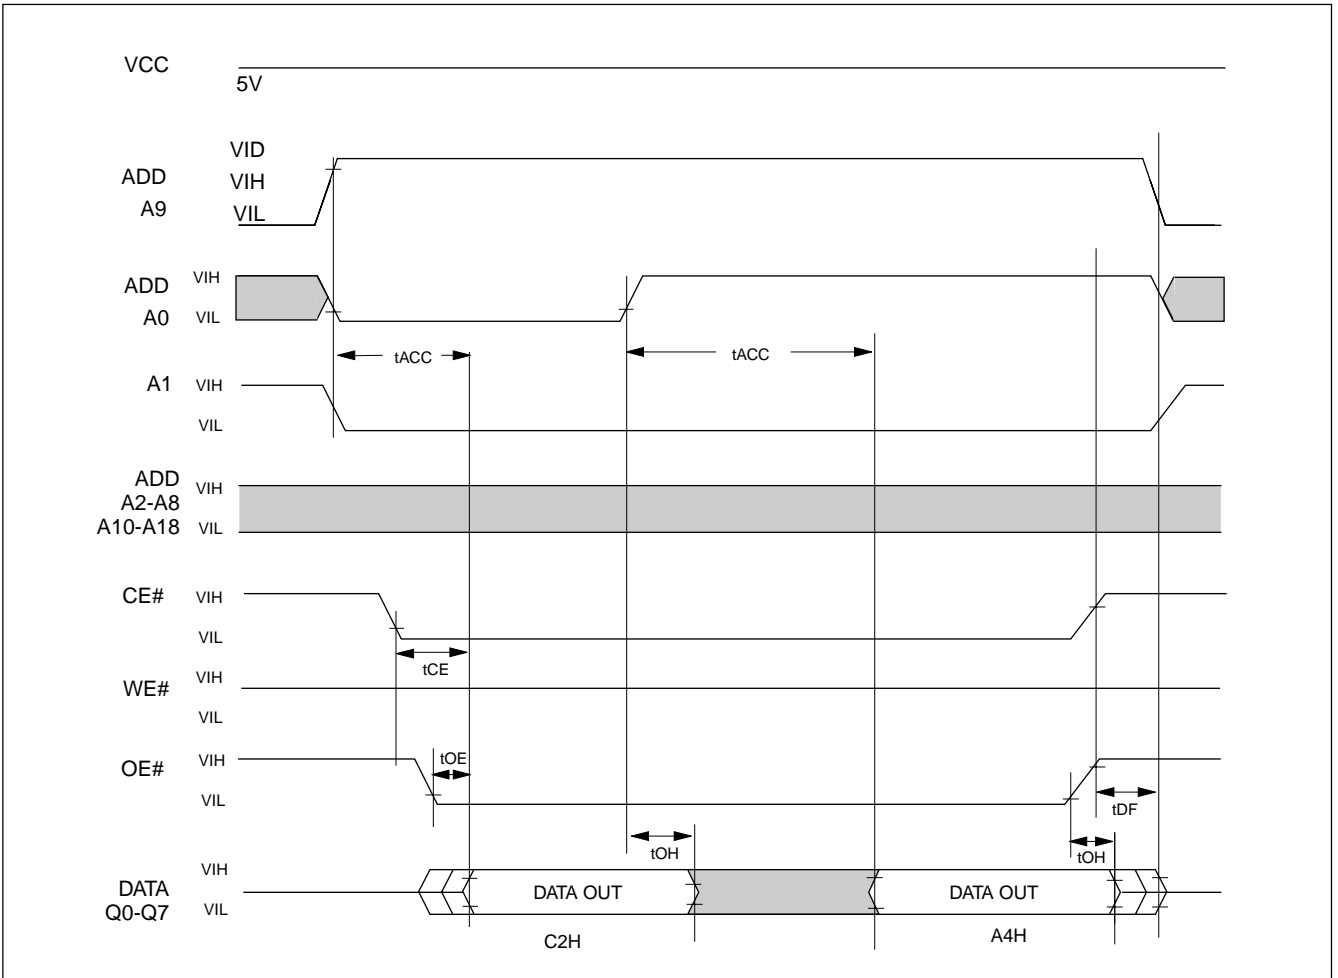 VCC
5V
VID
ADD VIH
A9 VIL
ADD VIH
A0 VIL
tACC tACC
A1 VIH
VIL
ADD
A2-A8 VIH
A10-A18 VIL
CE# VIH
VIL
tCE
WE# VIH
VIL
OE# VIH
tOE
VIL
tDF
tOH tOH
VIH
DATA DATA OUT DATA OUT
Q0-Q7 VIL
C2H A4H